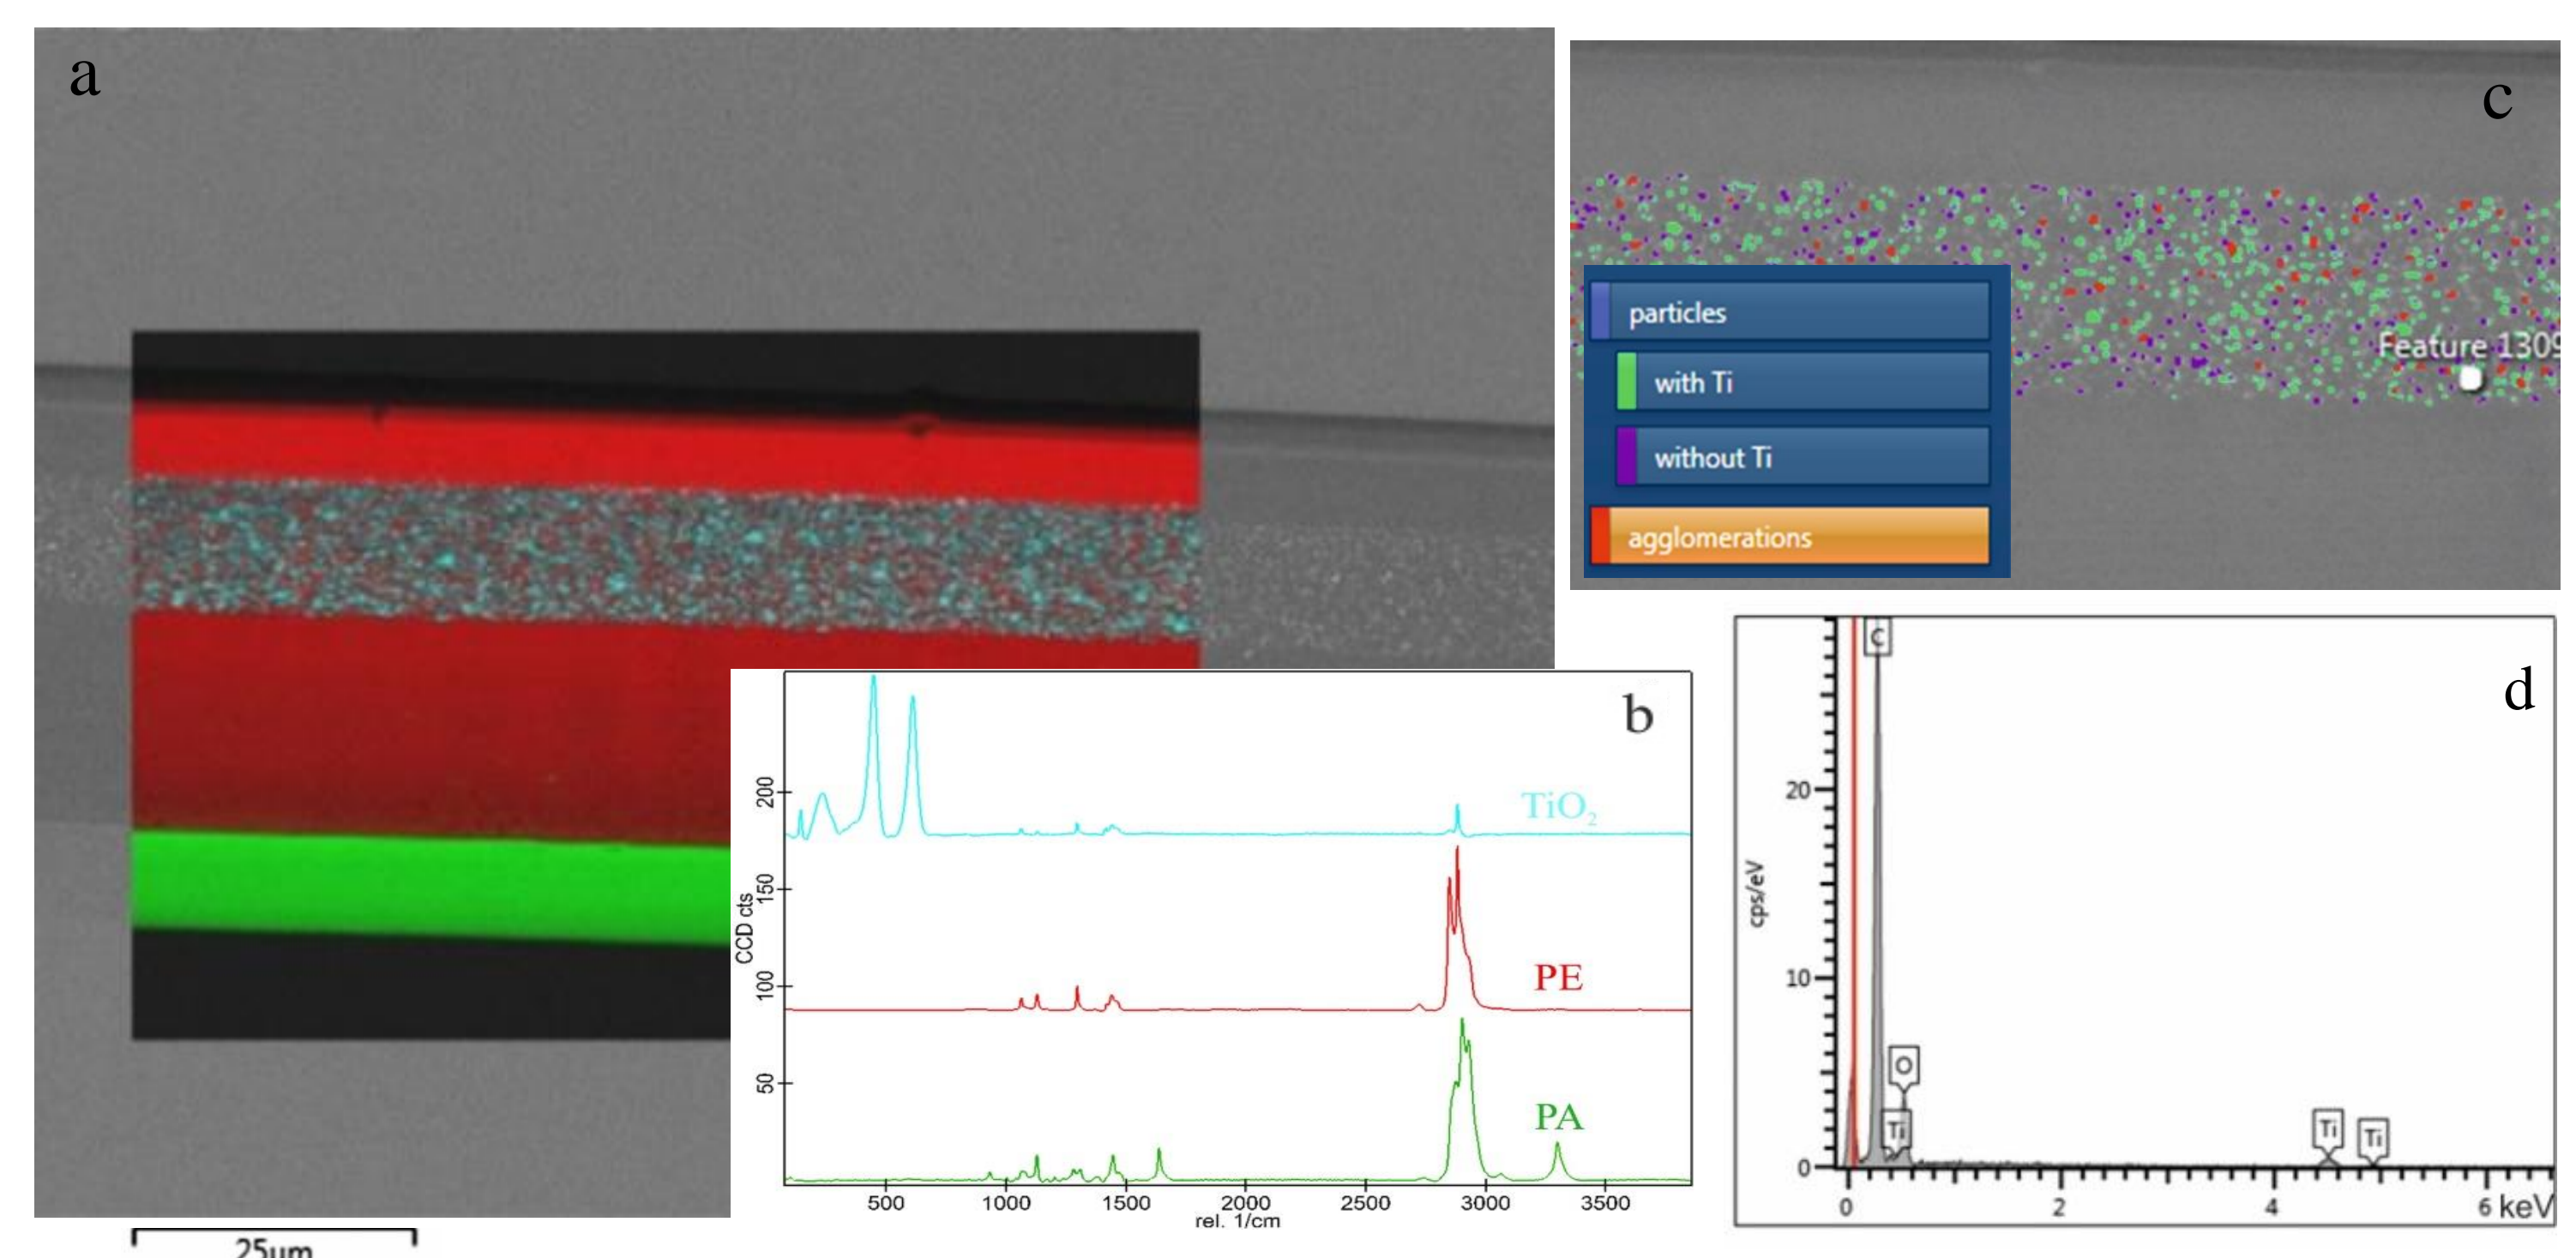 a
25µm
b
CCD cts
200
150
100
50
TiO₂
PE
PA
500 1000 1500 2000 2500 3000 3500
rel. 1/cm
c
Feature 1309
particles
with Ti
without Ti
agglomerations
d
cps/eV
20
10
0
C
O
Ti
Ti
Ti
0 2 4 6 keV